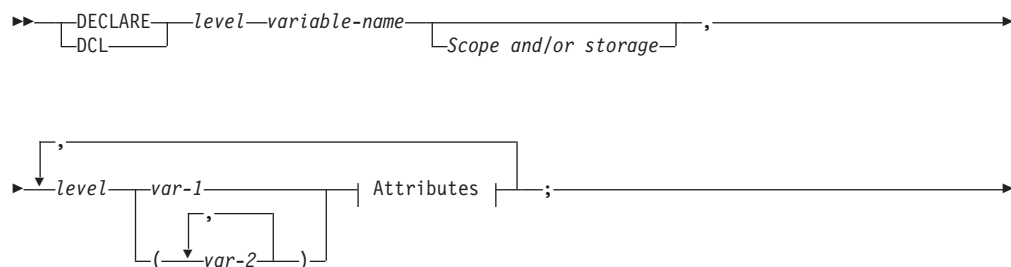 DECLARE level variable-name ,
DCL Scope and/or storage
,
level var-1 Attributes ;
,
( var-2 )